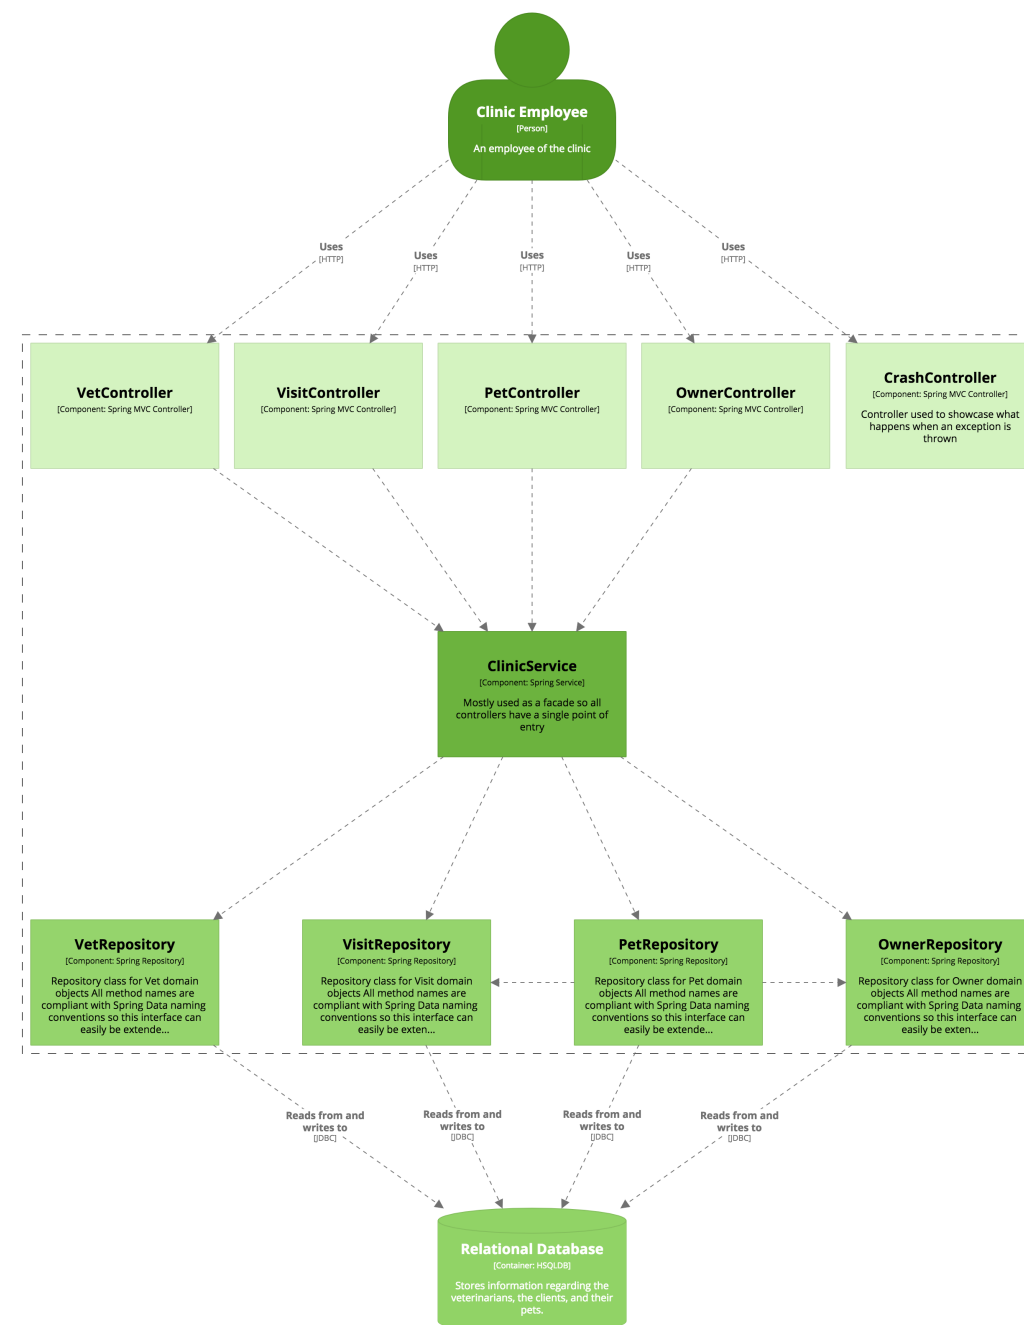 Clinic Employee
[Person]
An employee of the clinic
Uses
[HTTP]
Uses
[HTTP]
Uses
[HTTP]
Uses
[HTTP]
Uses
[HTTP]
VetController
[Component: Spring MVC Controller]
VisitController
[Component: Spring MVC Controller]
PetController
[Component: Spring MVC Controller]
OwnerController
[Component: Spring MVC Controller]
CrashController
[Component: Spring MVC Controller]
Controller used to showcase what
happens when an exception is
thrown
ClinicService
[Component: Spring Service]
Mostly used as a facade so all
controllers have a single point of
entry
VetRepository
[Component: Spring Repository]
Repository class for Vet domain
objects All method names are
compliant with Spring Data naming
conventions so this interface can
easily be extende...
VisitRepository
[Component: Spring Repository]
Repository class for Visit domain
objects All method names are
compliant with Spring Data naming
conventions so this interface can
easily be exten...
PetRepository
[Component: Spring Repository]
Repository class for Pet domain
objects All method names are
compliant with Spring Data naming
conventions so this interface can
easily be extende...
OwnerRepository
[Component: Spring Repository]
Repository class for Owner domain
objects All method names are
compliant with Spring Data naming
conventions so this interface can
easily be exten...
Reads from and
writes to
[JDBC]
Reads from and
writes to
[JDBC]
Reads from and
writes to
[JDBC]
Reads from and
writes to
[JDBC]
Relational Database
[Container: HSQLDB]
Stores information regarding the
veterinarians, the clients, and their
pets.